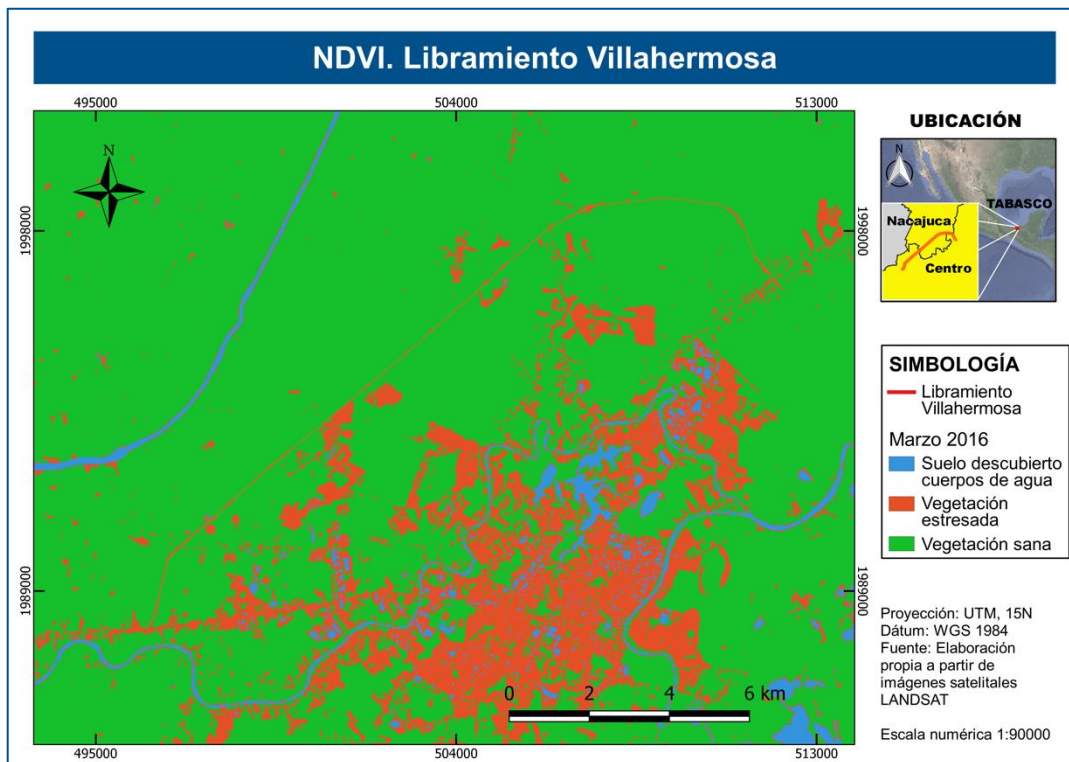 NDVI. Libramiento Villahermosa
495000
504000
513000
N
1998000
1998000
1989000
1989000
0 2 4 6 km
495000
504000
513000
UBICACIÓN
N
TABASCO
Nacajuca
Centro
SIMBOLOGÍA
Libramiento
Villahermosa
Marzo 2016
Suelo descubierto
cuerpos de agua
Vegetación
estresada
Vegetación sana
Proyección: UTM, 15N
Dátum: WGS 1984
Fuente: Elaboración
propia a partir de
imágenes satelitales
LANDSAT
Escala numérica 1:90000